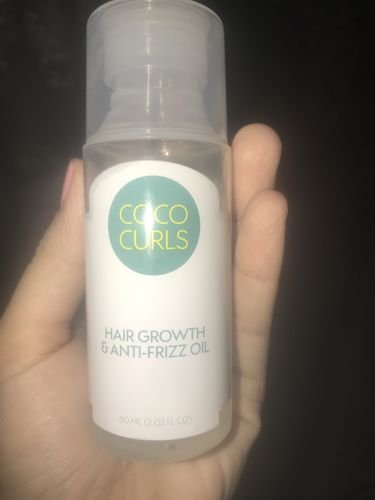 COCO
CURLS
HAIR GROWTH
& ANTI-FRIZZ OIL
60 ML (2.02 FL OZ)